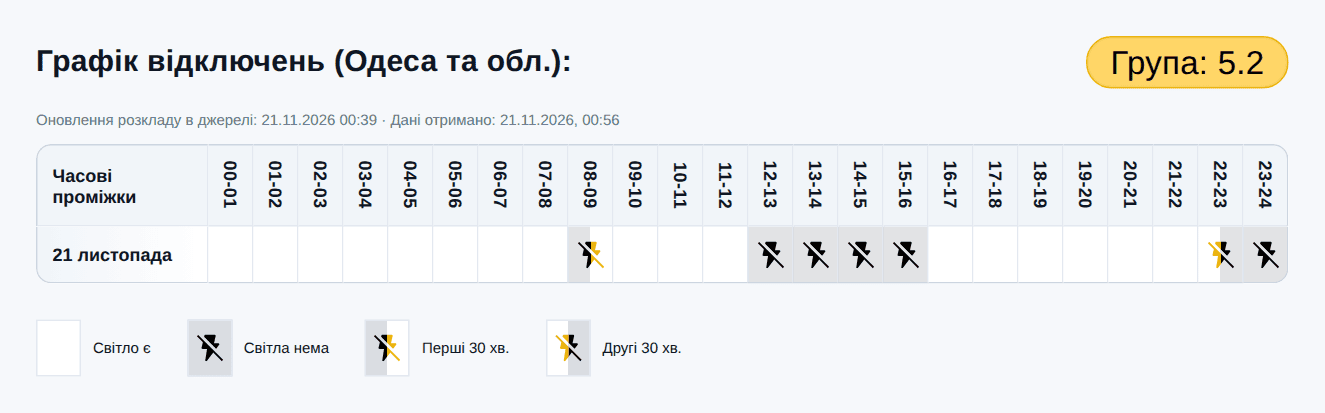 Графік відключень (Одеса та обл.):
Група: 5.2
Оновлення розкладу в джерелі: 21.11.2026 00:39 · Дані отримано: 21.11.2026, 00:56
Часові
проміжки
00-01
01-02
02-03
03-04
04-05
05-06
06-07
07-08
08-09
09-10
10-11
11-12
12-13
13-14
14-15
15-16
16-17
17-18
18-19
19-20
20-21
21-22
22-23
23-24
21 листопада
Світло є
Світла нема
Перші 30 хв.
Другі 30 хв.